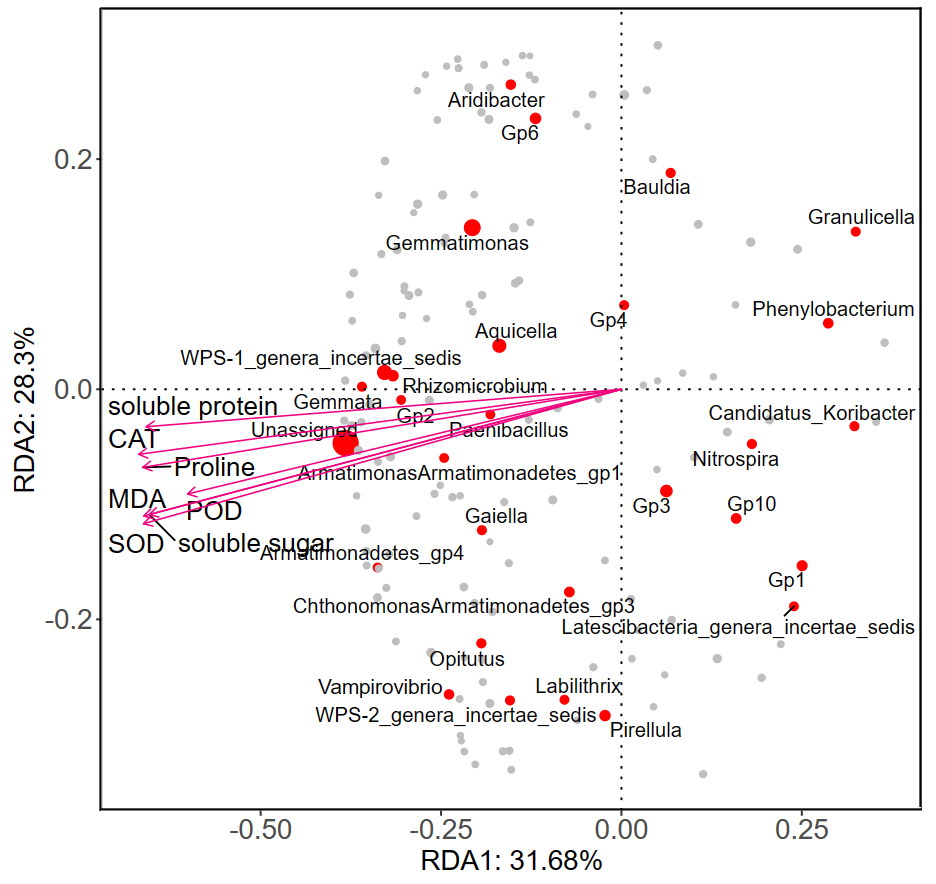 Aridibacter
Gp6
0.2
Bauldia
Granulicella
Gemmatimonas
Phenylobacterium
Gp4
Aquicella
WPS-1_genera_incertae_sedis
0.0
Rhizomicrobium
Gemmata
soluble protein
Gp2
Candidatus_Koribacter
Unassigned
Paenibacillus
CAT
Nitrospira
Proline
ArmatimonasArmatimonadetes_gp1
MDA
Gp3
Gp10
POD
Gaiella
SOD
soluble sugar
Armatimonadetes_gp4
Gp1
ChthonomonasArmatimonadetes_gp3
-0.2
Latescibacteria_genera_incertae_sedis
Opitutus
Vampirovibrio
Labilithrix
WPS-2_genera_incertae_sedis
Pirellula
-0.50
-0.25
0.00
0.25
RDA1: 31.68%
RDA2: 28.3%